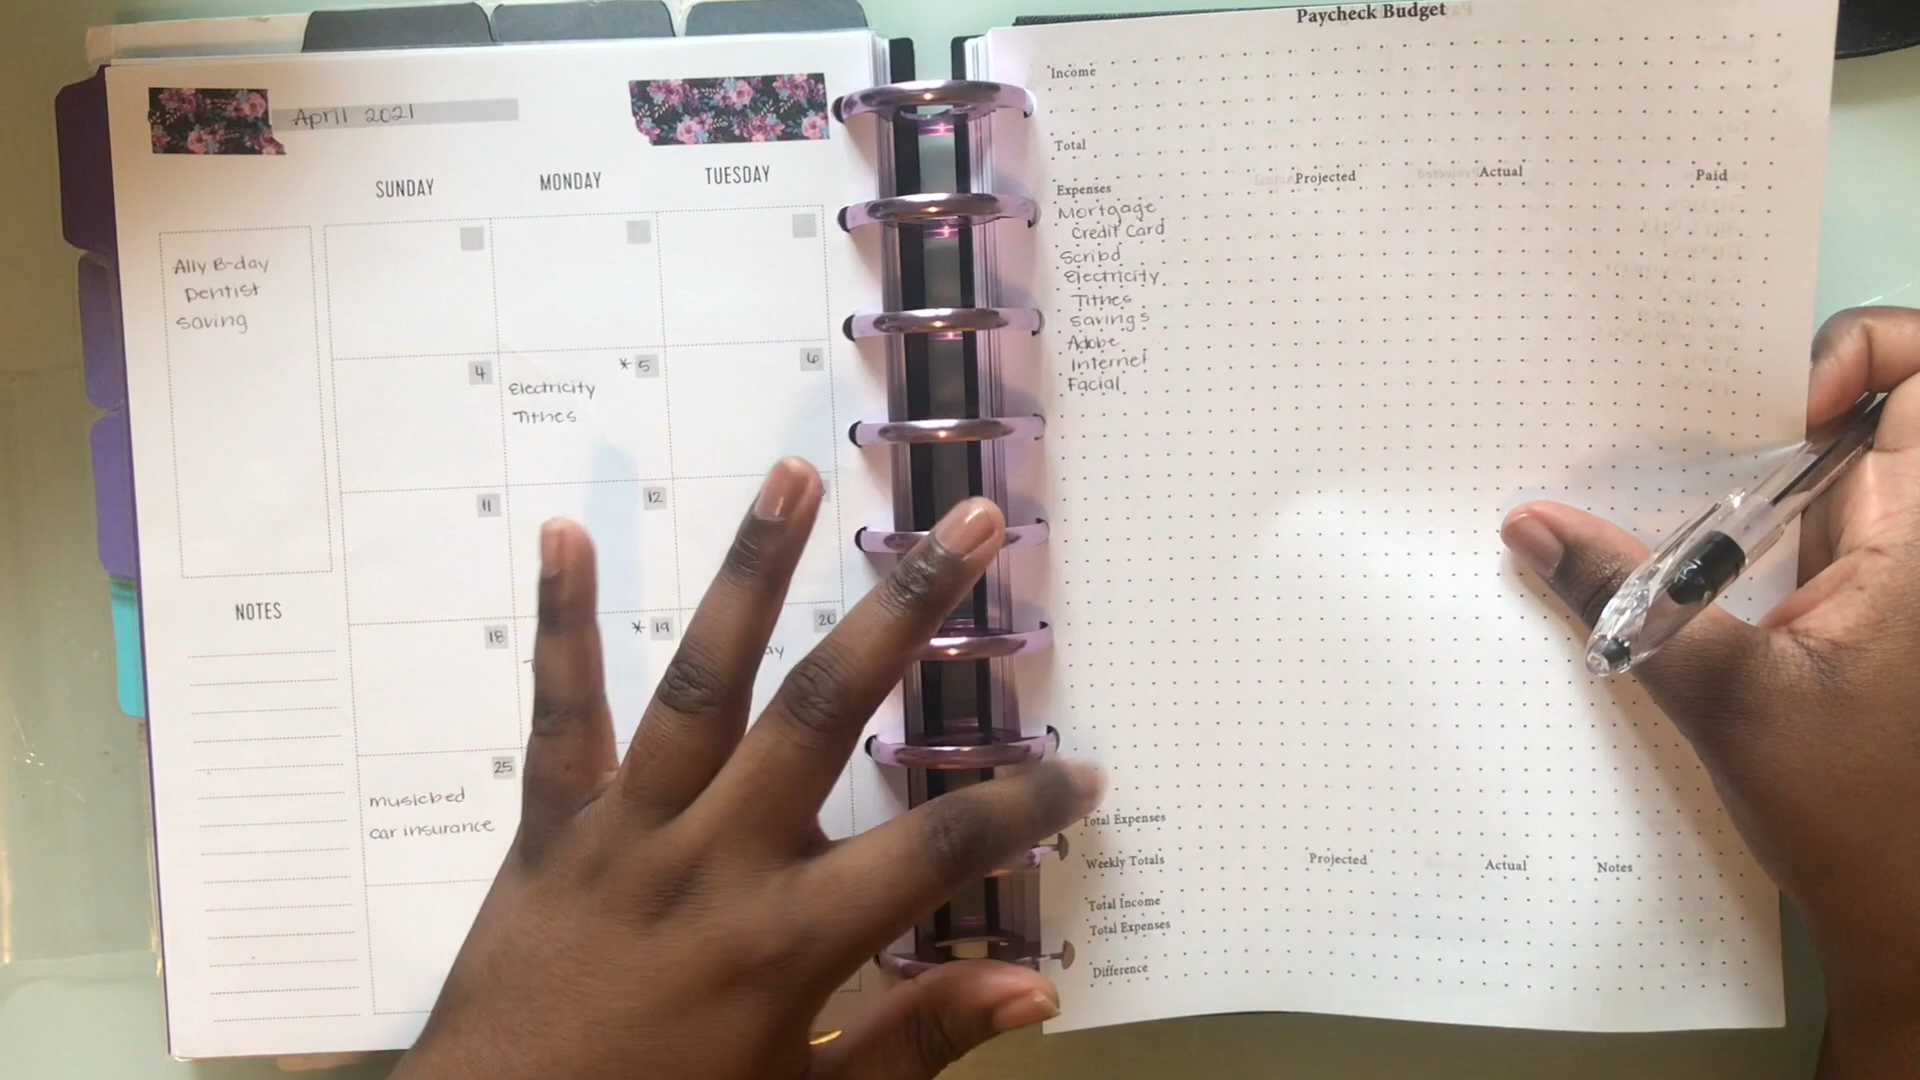 April 2021
SUNDAY MONDAY TUESDAY
Ally B-day
Dentist
Saving
4 *5 6
Electricity
Tithes
11 12
18 *19 20
ay
25
musicbed
car insurance
NOTES
Paycheck Budget
Income
Total
Expenses Projected Actual Paid
Mortgage
Credit Card
Scribd
Electricity
Tithes
Savings
Adobe
Internet
Facial
Total Expenses
Weekly Totals Projected Actual Notes
Total Income
Total Expenses
Difference